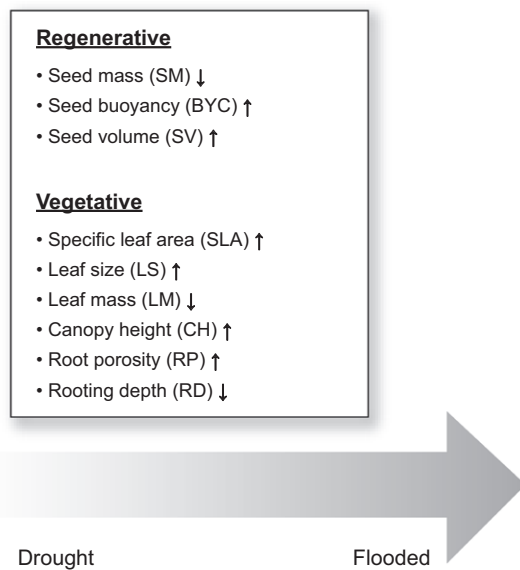 Regenerative
• Seed mass (SM) ↓
• Seed buoyancy (BYC) ↑
• Seed volume (SV) ↑
Vegetative
• Specific leaf area (SLA) ↑
• Leaf size (LS) ↑
• Leaf mass (LM) ↓
• Canopy height (CH) ↑
• Root porosity (RP) ↑
• Rooting depth (RD) ↓
Drought Flooded